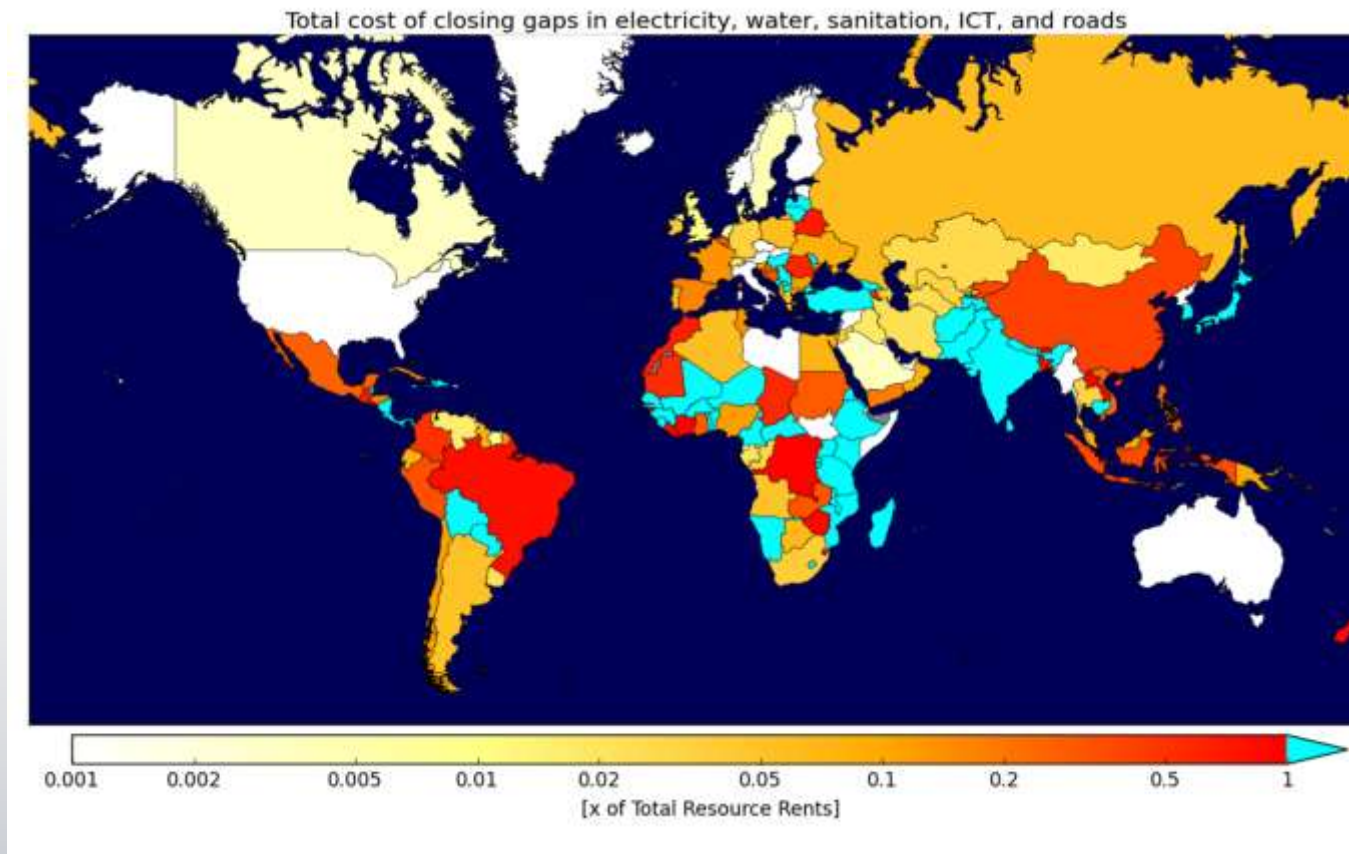 Total cost of closing gaps in electricity, water, sanitation, ICT, and roads
0.001 0.002 0.005 0.01 0.02 0.05 0.1 0.2 0.5 1
[x of Total Resource Rents]